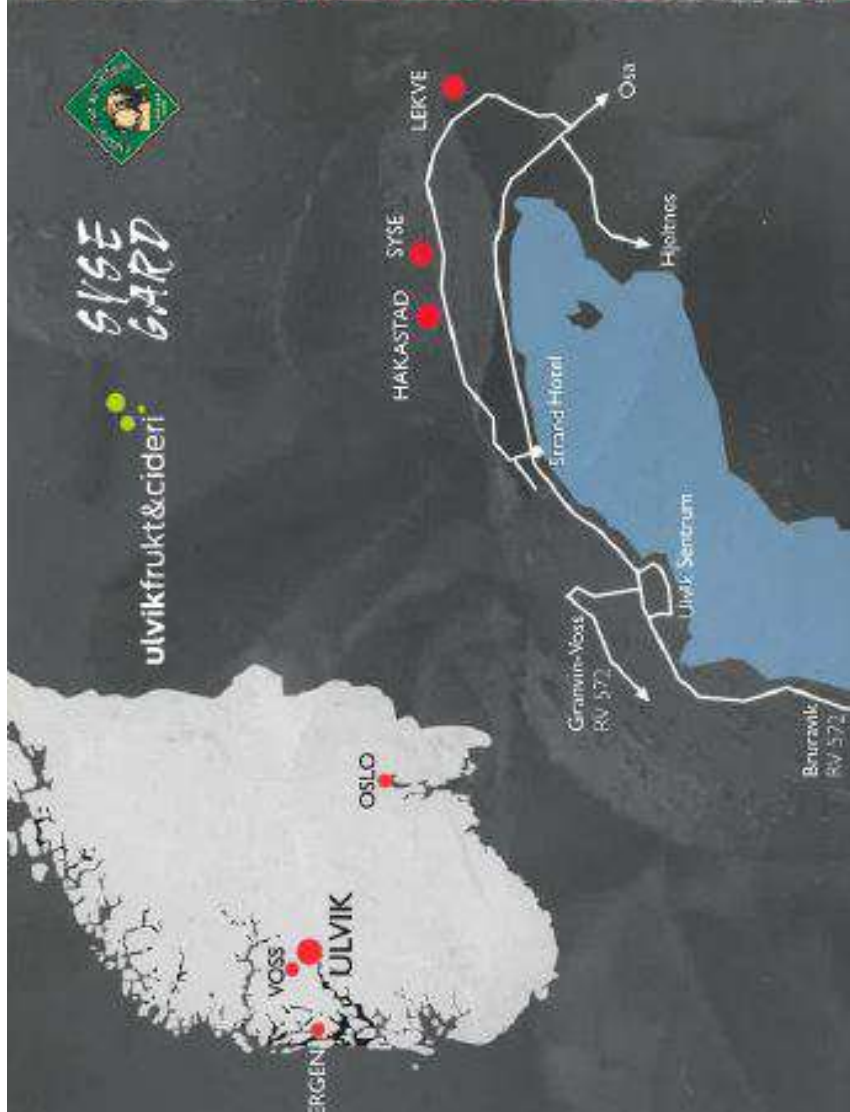 ulvikfrukt&cideri
SYSE
GARD
ERGEN
VOSS
ULVIK
OSLO
HAKASTAD
SYSE
LEKVE
Granvin-Voss
RV 572
Strand Hotel
Osa
Hjeltnes
Ulvik Sentrum
Bruravik
RV 572